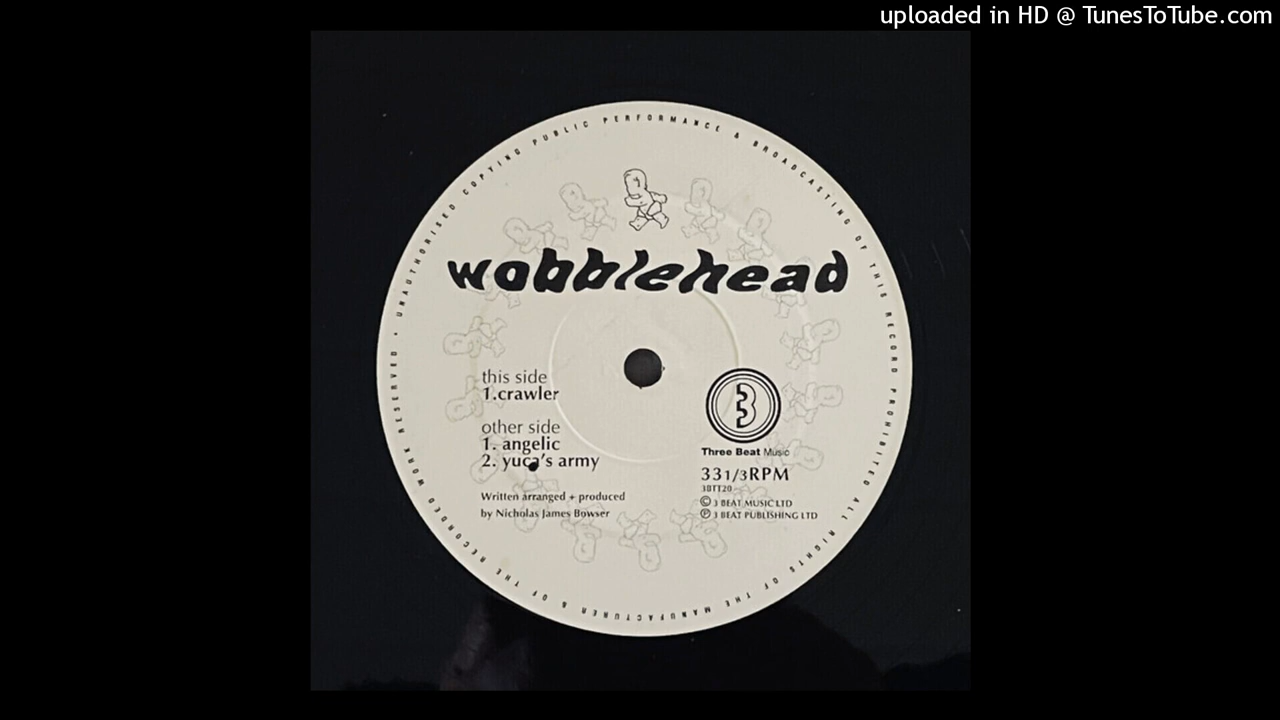 uploaded in HD @ TunesToTube.com
UNAUTHORISED COPYING PUBLIC PERFORMANCE & BROADCASTING OF THIS RECORD PROHIBITED ALL RIGHTS OF THE MANUFACTURER & OF THE RECORDED WORK RESERVED •
wobblehead
this side
1.crawler
other side
1. angelic
2. yuca's army
Written arranged + produced
by Nicholas James Bowser
3
Three Beat Music
331/3RPM
3BTT20
© 3 BEAT MUSIC LTD
℗ 3 BEAT PUBLISHING LTD